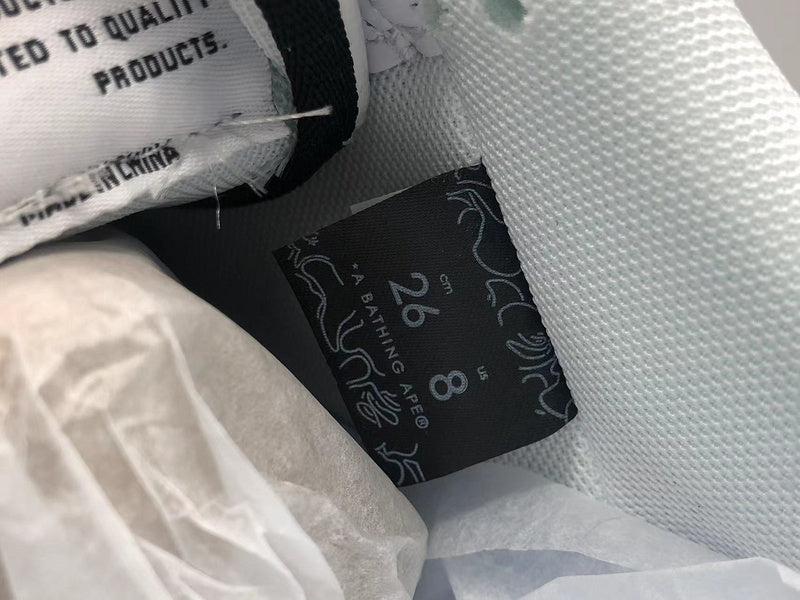 TED TO QUALITY
PRODUCTS.
MADE IN CHINA
26 cm
8 US
*A BATHING APE®